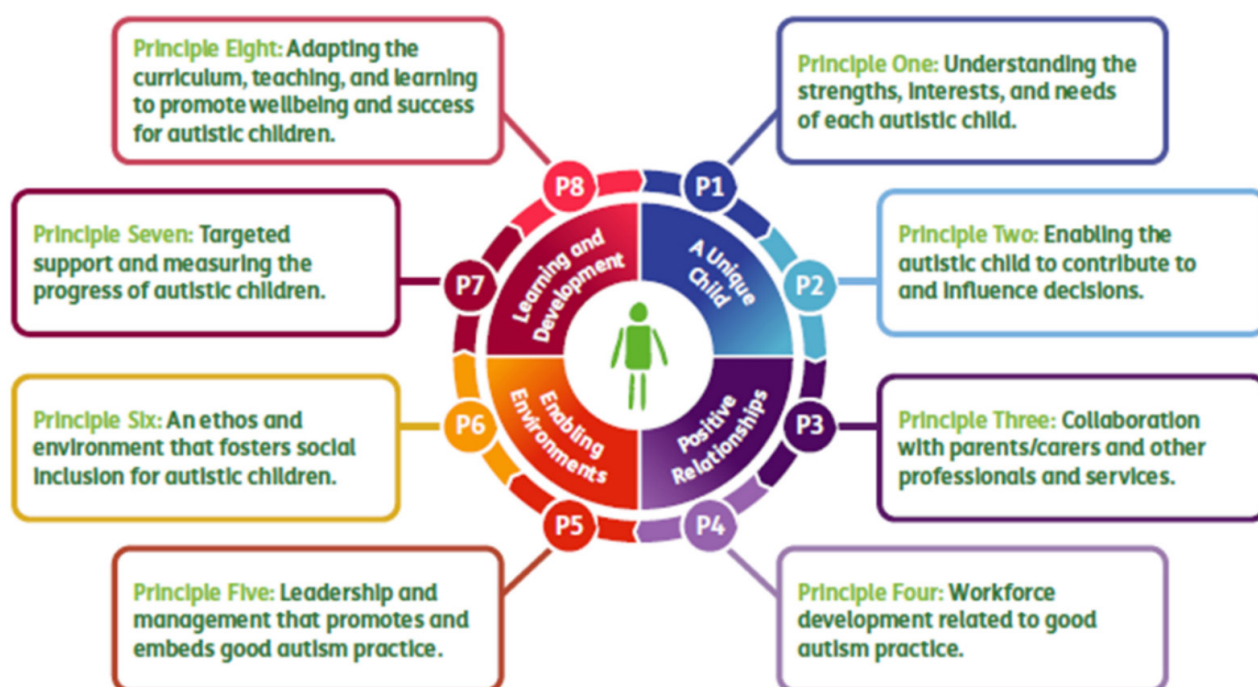 Principle Eight: Adapting the
curriculum, teaching, and learning
to promote wellbeing and success
for autistic children.
Principle One: Understanding the
strengths, interests, and needs
of each autistic child.
Principle Seven: Targeted
support and measuring the
progress of autistic children.
Principle Two: Enabling the
autistic child to contribute to
and influence decisions.
P8
P1
P7
P2
Learning and
Development
A Unique
Child
Enabling
Environments
Positive
Relationships
P6
P3
P5
P4
Principle Six: An ethos and
environment that fosters social
inclusion for autistic children.
Principle Three: Collaboration
with parents/carers and other
professionals and services.
Principle Five: Leadership and
management that promotes and
embeds good autism practice.
Principle Four: Workforce
development related to good
autism practice.